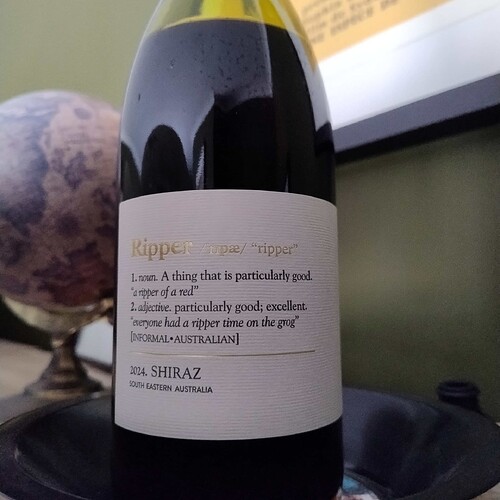 Ripper "ripper"
1. noun. A thing that is particularly good.
"a ripper of a red"
2. adjective. particularly good; excellent.
"everyone had a ripper time on the grog"
[INFORMAL•AUSTRALIAN]
2024. SHIRAZ
SOUTH EASTERN AUSTRALIA